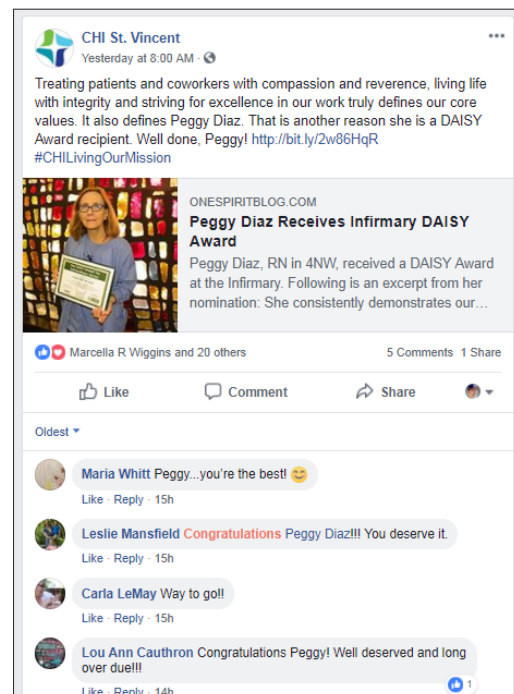 CHI St. Vincent
Yesterday at 8:00 AM ·
Treating patients and coworkers with compassion and reverence, living life
with integrity and striving for excellence in our work truly defines our core
values. It also defines Peggy Diaz. That is another reason she is a DAISY
Award recipient. Well done, Peggy! http://bit.ly/2w86HqR
#CHILivingOurMission
ONESPIRITBLOG.COM
Peggy Diaz Receives Infirmary DAISY
Award
Peggy Diaz, RN in 4NW, received a DAISY Award
at the Infirmary. Following is an excerpt from her
nomination: She consistently demonstrates our…
Marcella R Wiggins and 20 others 5 Comments 1 Share
Like Comment Share
Oldest
Maria Whitt Peggy...you're the best! 😊
Like · Reply · 15h
Leslie Mansfield Congratulations Peggy Diaz!!! You deserve it.
Like · Reply · 15h
Carla LeMay Way to go!!
Like · Reply · 15h
Lou Ann Cauthron Congratulations Peggy! Well deserved and long
over due!!!
1
Like · Reply · 14h